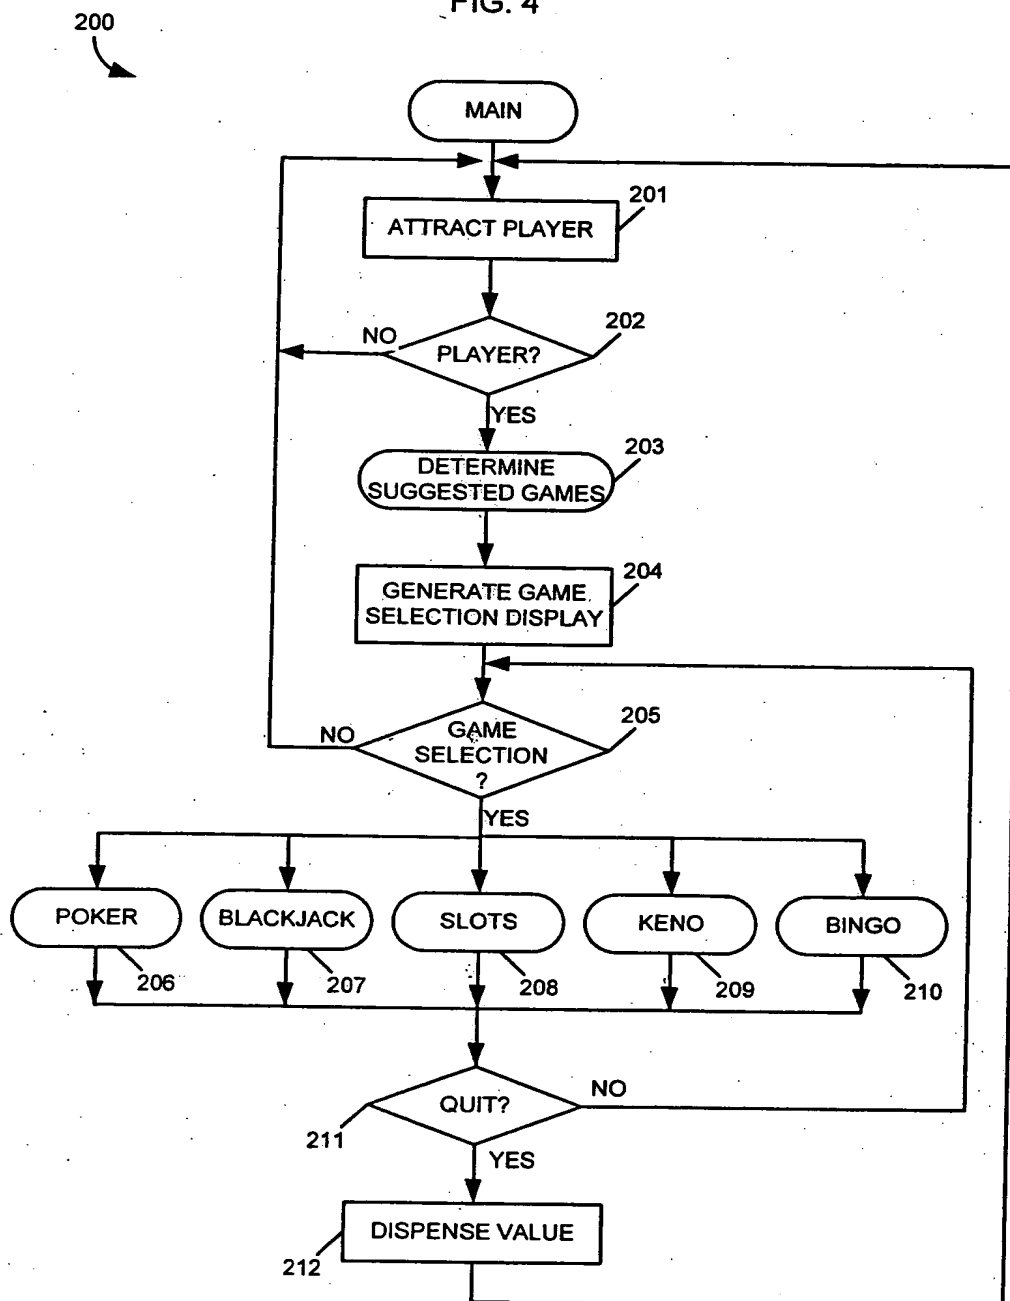 FIG. 4
200
MAIN
201
ATTRACT PLAYER
202
NO
PLAYER?
YES
203
DETERMINE
SUGGESTED GAMES
204
GENERATE GAME
SELECTION DISPLAY
205
GAME
SELECTION
?
NO
YES
POKER
BLACKJACK
SLOTS
KENO
BINGO
206
207
208
209
210
QUIT?
NO
211
YES
DISPENSE VALUE
212